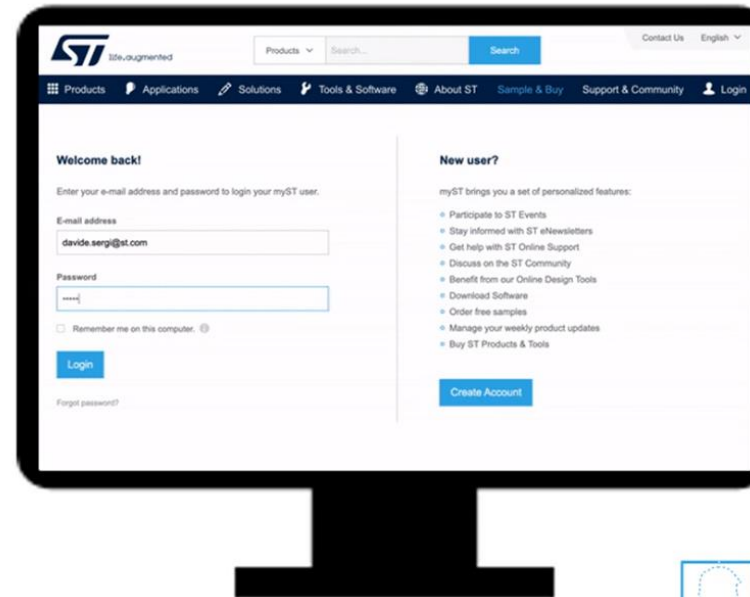 ST life.augmented
Products
Search...
Search
Contact Us
English
Products
Applications
Solutions
Tools & Software
About ST
Sample & Buy
Support & Community
Login
Welcome back!
Enter your e-mail address and password to login your myST user.
E-mail address
davide.sergi@st.com
Password
Remember me on this computer.
Login
Forgot password?
New user?
myST brings you a set of personalized features:
Participate to ST Events
Stay informed with ST eNewsletters
Get help with ST Online Support
Discuss on the ST Community
Benefit from our Online Design Tools
Download Software
Order free samples
Manage your weekly product updates
Buy ST Products & Tools
Create Account